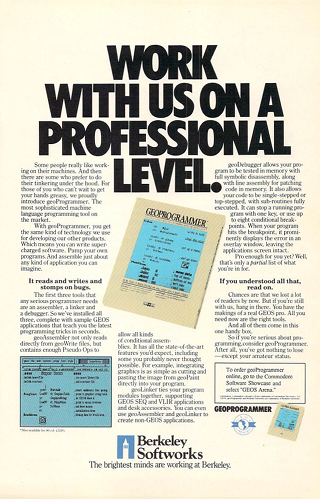 WORK
WITH US ON A
PROFESSIONAL
LEVEL.
Some people really like work-
ing on their machines. And then
there are some who prefer to do
their tinkering under the hood. For
those of you who can't wait to get
your hands greasy, we proudly
introduce geoProgrammer. The
most sophisticated machine
language programming tool on
the market.
With geoProgrammer, you get
the same kind of technology we use
for developing our other products.
Which means you can write super-
charged software. Pump your own
programs. And assemble just about
any kind of application you can
imagine.
It reads and writes and
stomps on bugs.
The first three tools that
any serious programmer needs
are an assembler, a linker and
a debugger. So we've installed all
three, complete with sample GEOS
applications that teach you the latest
programming tricks in seconds.
geoAssembler not only reads
directly from geoWrite files, but
contains enough Pseudo Ops to
GEOPROGRAMMER
allow all kinds
of conditional assem-
blies. It has all the state-of-the-art
features you'd expect, including
some you probably never thought
possible. For example, integrating
graphics is as simple as cutting and
pasting the image from geoPaint
directly into your program.
geoLinker ties your program
modules together, supporting
GEOS SEQ and VLIR applications
and desk accessories. You can even
use geoAssembler and geoLinker to
create non-GEOS applications.
geoDebugger allows your pro-
gram to be tested in memory with
full symbolic disassembly, along
with line assembly for patching
code in memory. It also allows
your code to be single-stepped or
top-stepped, with sub-routines fully
executed. It can stop a running pro-
gram with one key, or use up
to eight conditional break-
points. When your program
hits the breakpoint, it promi-
nently displays the error in an
overlay window, leaving the
applications screen intact.
Pro enough for you yet? Well,
that's only a partial list of what
you're in for.
If you understood all that,
read on.
Chances are that we lost a lot
of readers by now. But if you're still
with us, hang in there. You have the
makings of a real GEOS pro. All you
need now are the right tools.
And all of them come in this
one handy box.
So if you're serious about pro-
gramming, consider geoProgrammer.
After all, you've got nothing to lose
—except your amateur status.
To order geoProgrammer
online, go to the Commodore
Software Showcase and
select "GEOS Arena."
GEOPROGRAMMER
Berkeley
Softworks
The brightest minds are working at Berkeley.